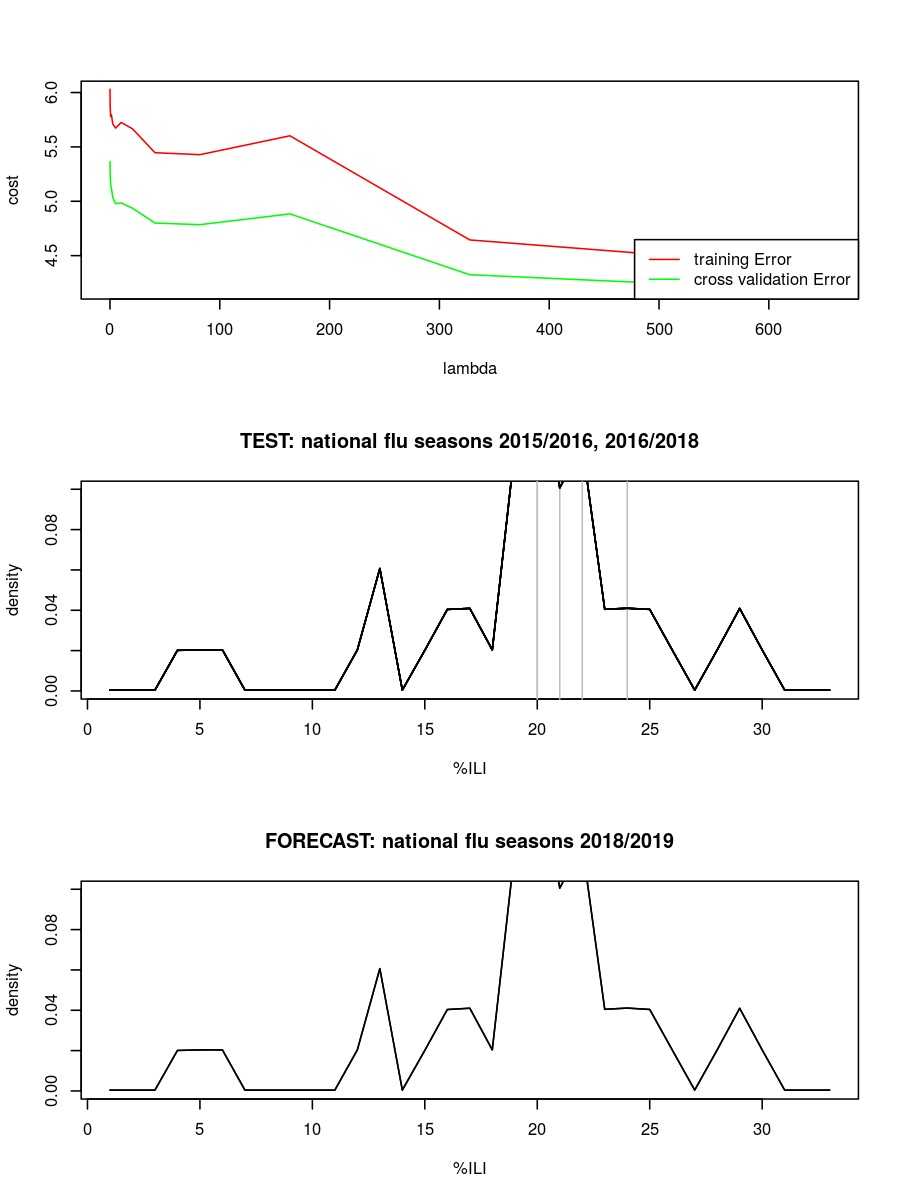 cost
4.5 5.0 5.5 6.0
training Error
cross validation Error
0 100 200 300 400 500 600
lambda
TEST: national flu seasons 2015/2016, 2016/2018
density
0.00 0.04 0.08
0 5 10 15 20 25 30
%ILI
FORECAST: national flu seasons 2018/2019
density
0.00 0.04 0.08
0 5 10 15 20 25 30
%ILI